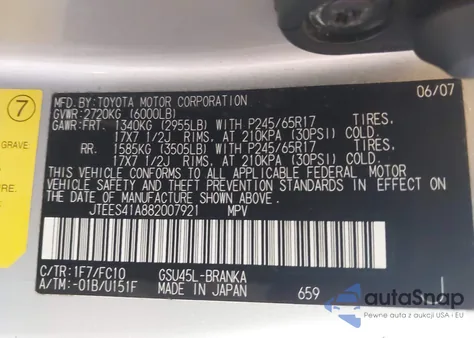 06/07
MFD.BY:TOYOTA MOTOR CORPORATION
GVWR:2720KG (6000LB)
GAWR:FRT. 1340KG (2955LB) WITH P245/65R17 TIRES,
17X7 1/2J RIMS, AT 210KPA (30PSI) COLD.
RR. 1585KG (3505LB) WITH P245/65R17 TIRES,
17X7 1/2J RIMS, AT 210KPA (30PSI) COLD.
THIS VEHICLE CONFORMS TO ALL APPLICABLE FEDERAL MOTOR
VEHICLE SAFETY AND THEFT PREVENTION STANDARDS IN EFFECT ON
THE DATE OF MANUFACTURE SHOWN ABOVE.
JTEES41A882007921 MPV
C/TR:1F7/FC10 GSU45L-BRANKA
A/TM:-01B/U151F MADE IN JAPAN 659
7
GRAVE.
autoSnap
Vehicles from auctions in USA • EU